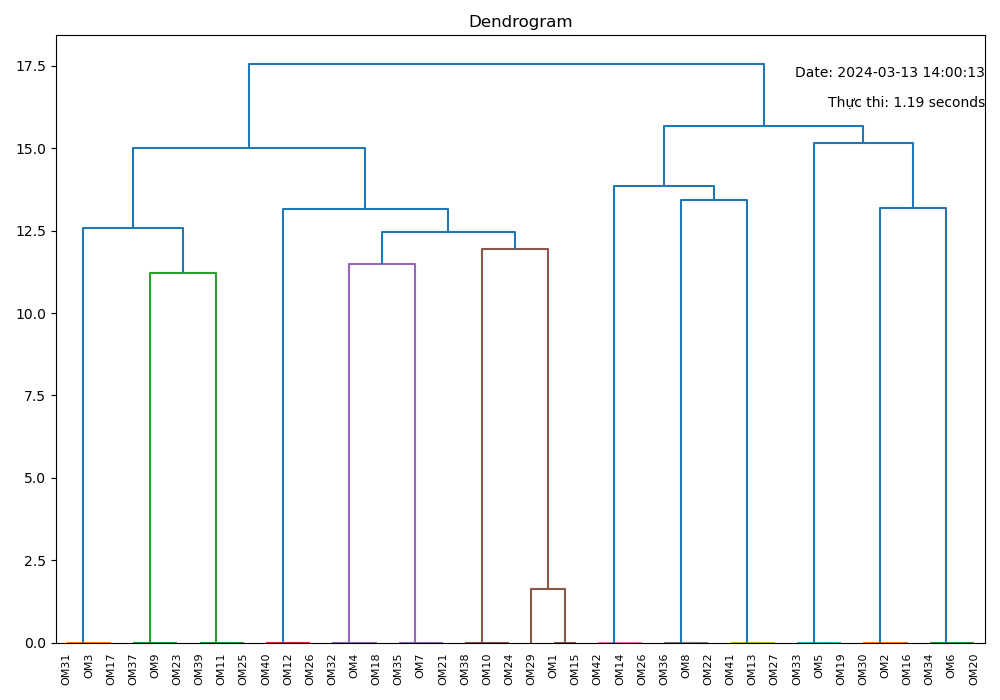 Dendrogram
17.5
15.0
12.5
10.0
7.5
5.0
2.5
0.0
Date: 2024-03-13 14:00:13
Thực thi: 1.19 seconds
OM31
OM3
OM17
OM37
OM9
OM23
OM39
OM11
OM25
OM40
OM12
OM26
OM32
OM4
OM18
OM35
OM7
OM21
OM38
OM10
OM24
OM29
OM1
OM15
OM42
OM14
OM26
OM36
OM8
OM22
OM41
OM13
OM27
OM33
OM5
OM19
OM30
OM2
OM16
OM34
OM6
OM20